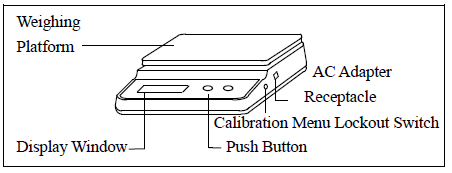 Weighing
Platform
AC Adapter
Receptacle
Calibration Menu Lockout Switch
Display Window
Push Button